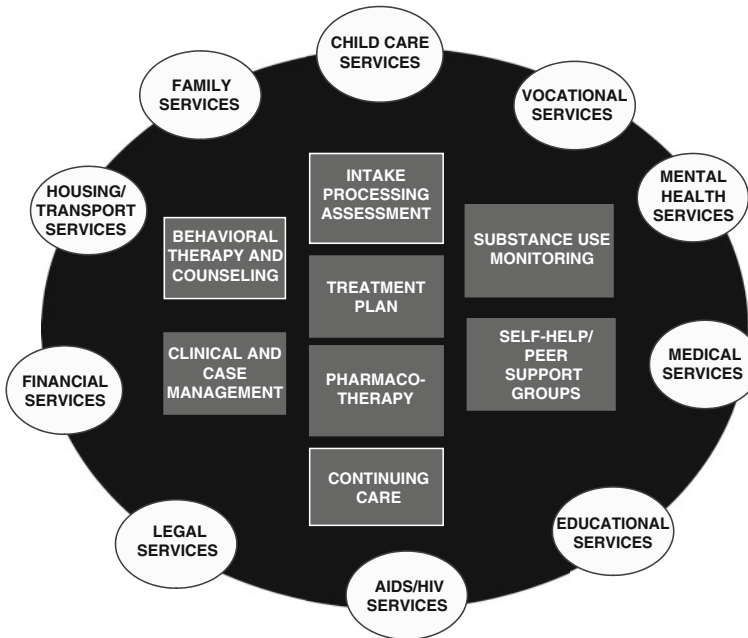 CHILD CARE
SERVICES
FAMILY
SERVICES
VOCATIONAL
SERVICES
HOUSING/
TRANSPORT
SERVICES
MENTAL
HEALTH
SERVICES
INTAKE
PROCESSING
ASSESSMENT
BEHAVIORAL
THERAPY AND
COUNSELING
SUBSTANCE USE
MONITORING
TREATMENT
PLAN
CLINICAL AND
CASE
MANAGEMENT
PHARMACO-
THERAPY
SELF-HELP/
PEER
SUPPORT
GROUPS
FINANCIAL
SERVICES
MEDICAL
SERVICES
CONTINUING
CARE
LEGAL
SERVICES
EDUCATIONAL
SERVICES
AIDS/HIV
SERVICES